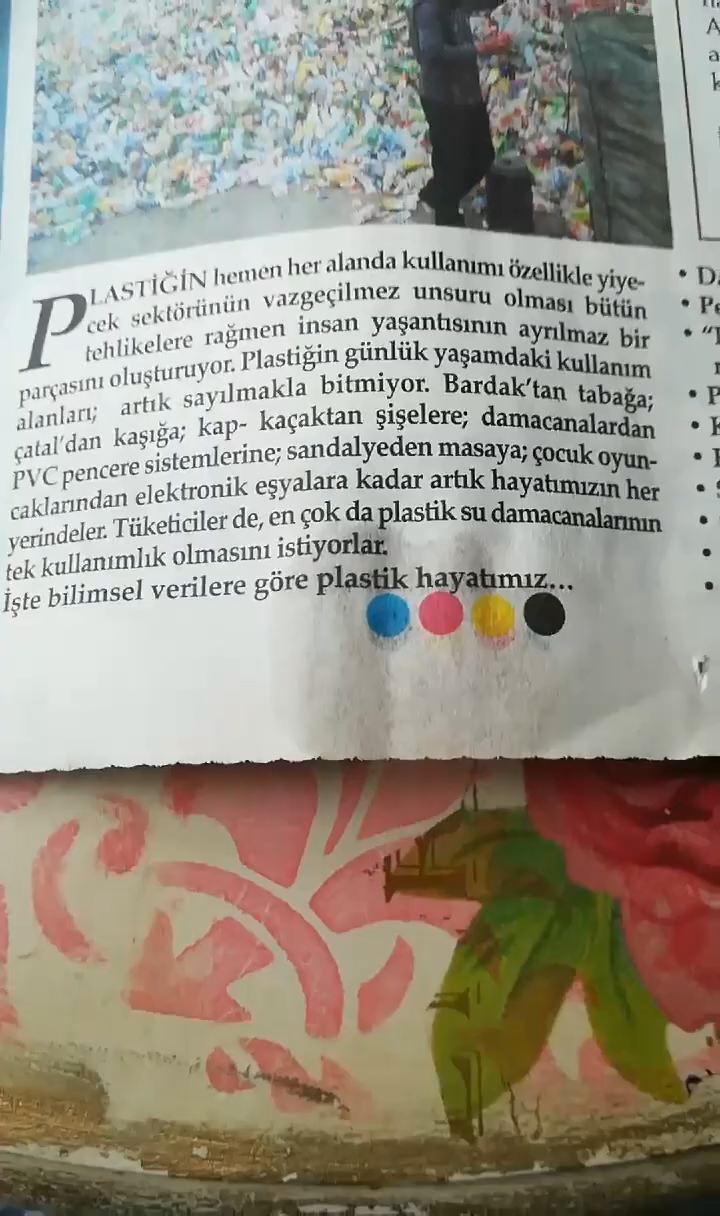 PLASTİĞİN hemen her alanda kullanımı özellikle yiye-
cek sektörünün vazgeçilmez unsuru olması bütün
tehlikelere rağmen insan yaşantısının ayrılmaz bir
parçasını oluşturuyor. Plastiğin günlük yaşamdaki kullanım
alanları; artık sayılmakla bitmiyor. Bardak'tan tabağa;
çatal'dan kaşığa; kap- kaçaktan şişelere; damacanalardan
PVC pencere sistemlerine; sandalyeden masaya; çocuk oyun-
caklarından elektronik eşyalara kadar artık hayatımızın her
yerindeler. Tüketiciler de, en çok da plastik su damacanalarının
tek kullanımlık olmasını istiyorlar.
İşte bilimsel verilere göre plastik hayatımız...